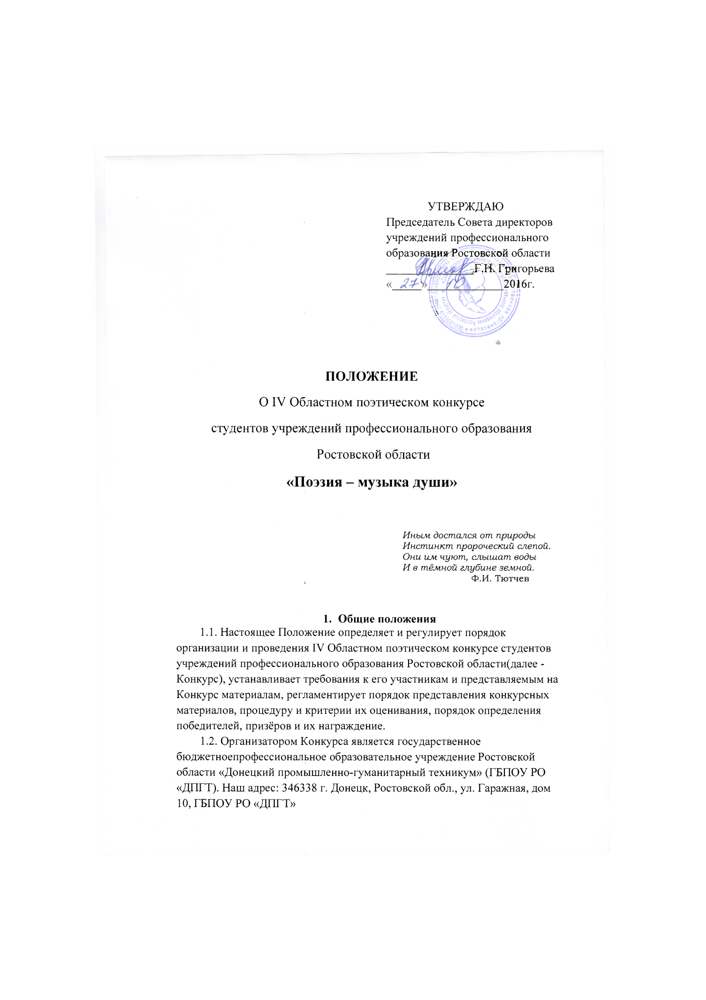 УТВЕРЖДАЮ
Председатель Совета директоров
учреждений профессионального
образования Ростовской области
Г.Н. Григорьева
« 27 » 10 2016г.
ПОЛОЖЕНИЕ
О IV Областном поэтическом конкурсе
студентов учреждений профессионального образования
Ростовской области
«Поэзия – музыка души»
Иным достался от природы
Инстинкт пророческий слепой.
Они им чуют, слышат воды
И в тёмной глубине земной.
Ф.И. Тютчев
1. Общие положения
1.1. Настоящее Положение определяет и регулирует порядок
организации и проведения IV Областном поэтическом конкурсе студентов
учреждений профессионального образования Ростовской области(далее -
Конкурс), устанавливает требования к его участникам и представляемым на
Конкурс материалам, регламентирует порядок представления конкурсных
материалов, процедуру и критерии их оценивания, порядок определения
победителей, призёров и их награждение.
1.2. Организатором Конкурса является государственное
бюджетноепрофессиональное образовательное учреждение Ростовской
области «Донецкий промышленно-гуманитарный техникум» (ГБПОУ РО
«ДПГТ). Наш адрес: 346338 г. Донецк, Ростовской обл., ул. Гаражная, дом
10, ГБПОУ РО «ДПГТ»